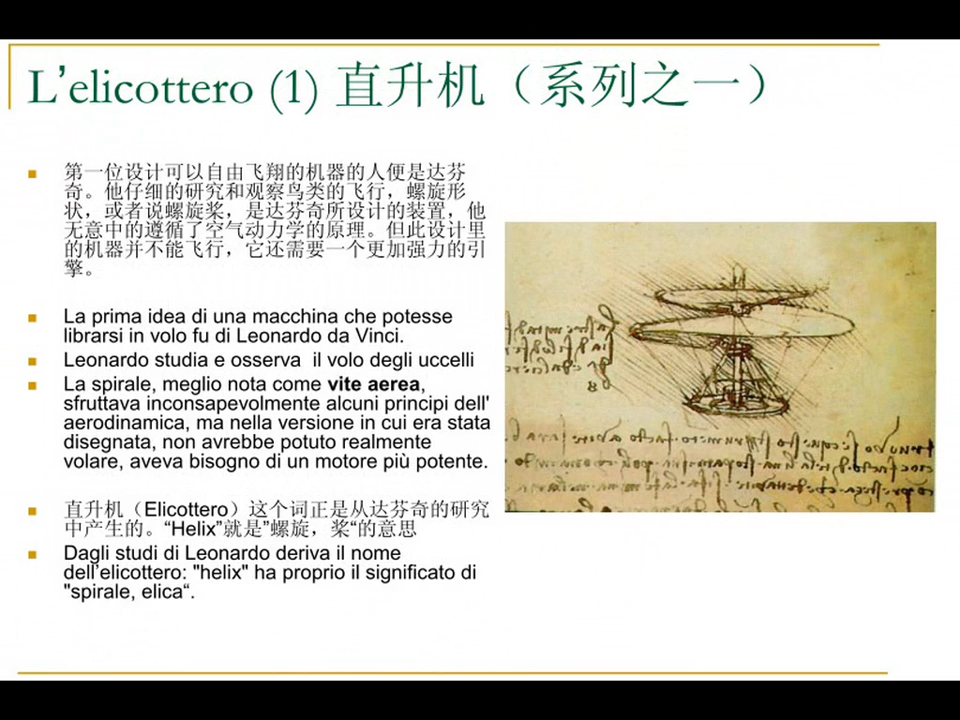 L’elicottero (1) 直升机（系列之一）
第一位设计可以自由飞翔的机器的人便是达芬
奇。他仔细的研究和观察鸟类的飞行，螺旋形
状，或者说螺旋桨，是达芬奇所设计的装置，他
无意中的遵循了空气动力学的原理。但此设计里
的机器并不能飞行，它还需要一个更加强力的引
擎。
La prima idea di una macchina che potesse
librarsi in volo fu di Leonardo da Vinci.
Leonardo studia e osserva  il volo degli uccelli
La spirale, meglio nota come vite aerea,
sfruttava inconsapevolmente alcuni principi dell'
aerodinamica, ma nella versione in cui era stata
disegnata, non avrebbe potuto realmente
volare, aveva bisogno di un motore più potente.
直升机（Elicottero）这个词正是从达芬奇的研究
中产生的。“Helix”就是”螺旋，桨“的意思
Dagli studi di Leonardo deriva il nome
dell’elicottero: "helix" ha proprio il significato di
"spirale, elica“.